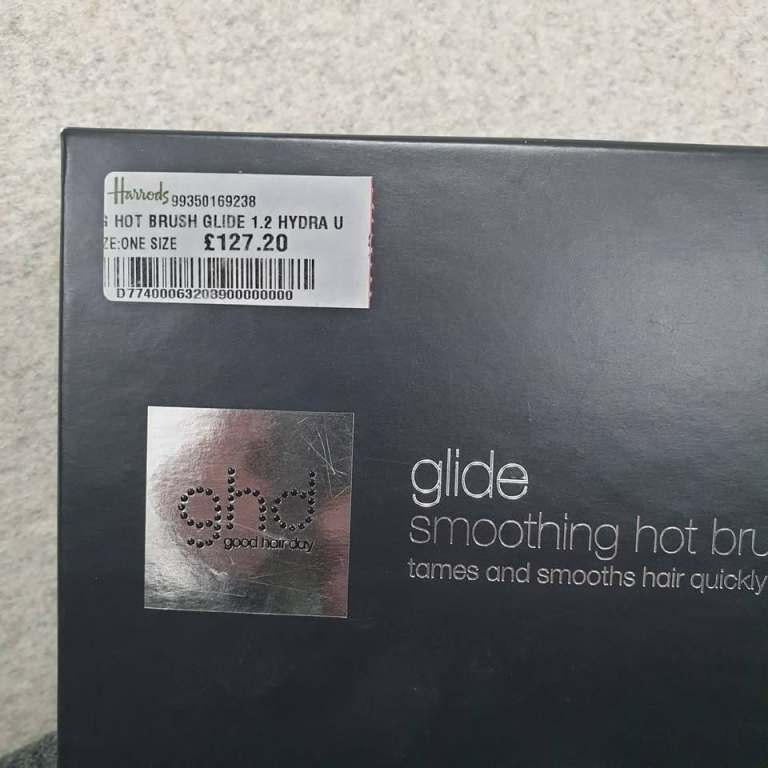 Harrods 99350169238
HOT BRUSH GLIDE 1.2 HYDRA U
ZE:ONE SIZE £127.20
D77400063203900000000
ghd
good hair day
glide
smoothing hot bru
tames and smooths hair quickly